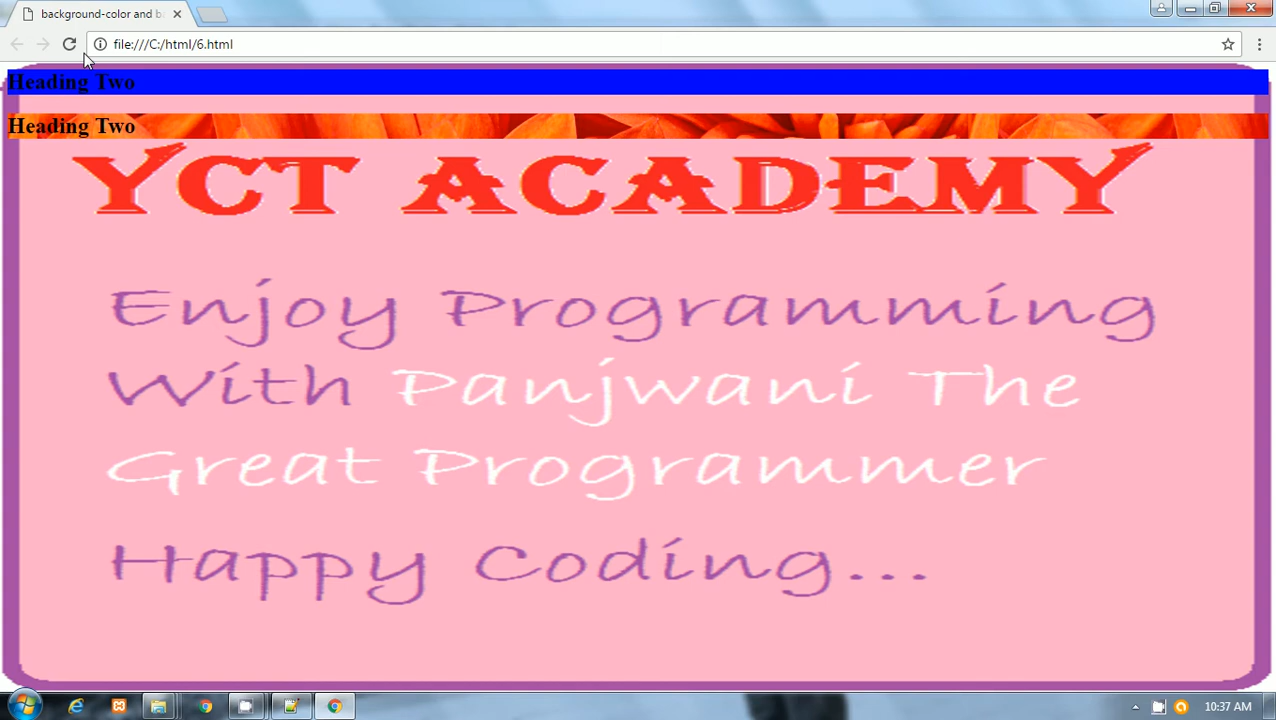 background-color and b
file:///C:/html/6.html
Heading Two
Heading Two
YCT ACADEMY
Enjoy Programming
With Panjwani The
Great Programmer
Happy Coding...
10:37 AM